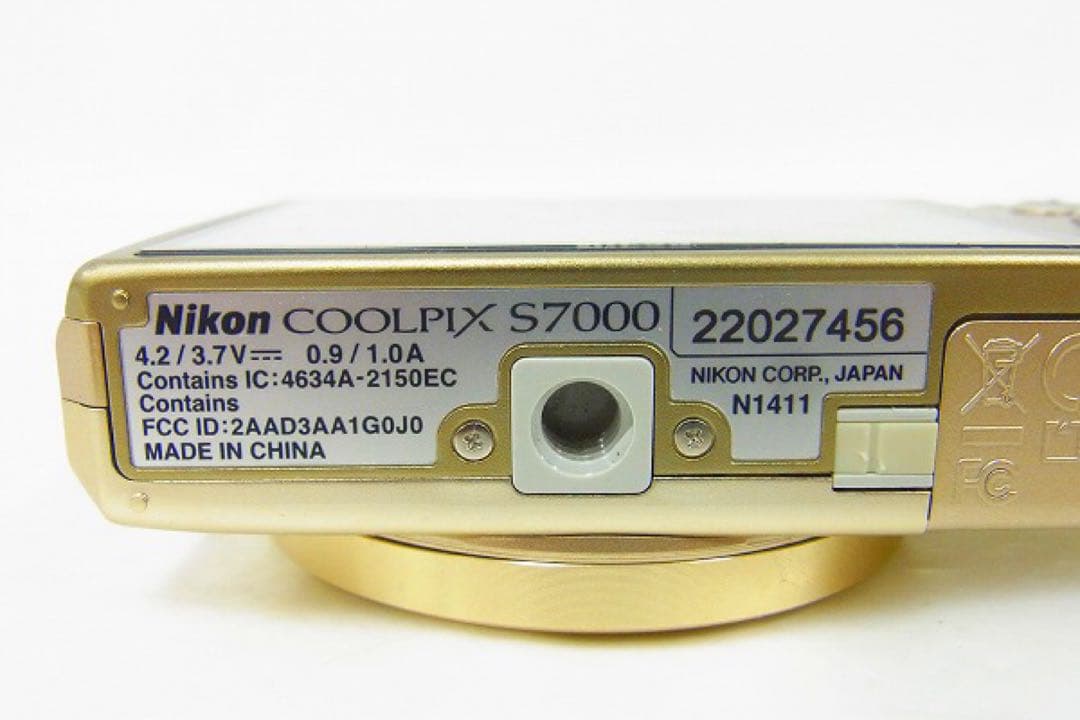 Nikon COOLPIX S7000
22027456
4.2 / 3.7V⎓ 0.9 / 1.0A
Contains IC:4634A-2150EC
Contains
FCC ID:2AAD3AA1G0J0
MADE IN CHINA
NIKON CORP., JAPAN
N1411
FC